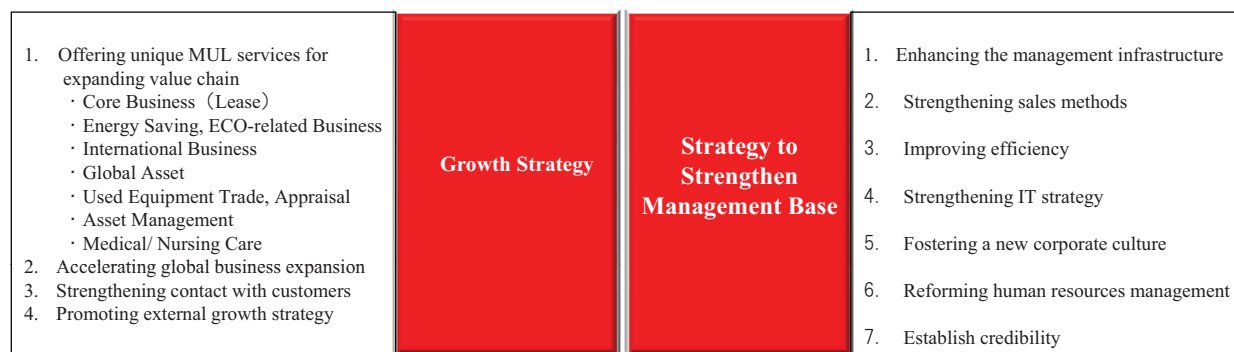 1. Offering unique MUL services for
expanding value chain
・Core Business（Lease）
・Energy Saving, ECO-related Business
・International Business
・Global Asset
・Used Equipment Trade, Appraisal
・Asset Management
・Medical/ Nursing Care
2. Accelerating global business expansion
3. Strengthening contact with customers
4. Promoting external growth strategy
Growth Strategy
Strategy to
Strengthen
Management Base
1. Enhancing the management infrastructure
2. Strengthening sales methods
3. Improving efficiency
4. Strengthening IT strategy
5. Fostering a new corporate culture
6. Reforming human resources management
7. Establish credibility